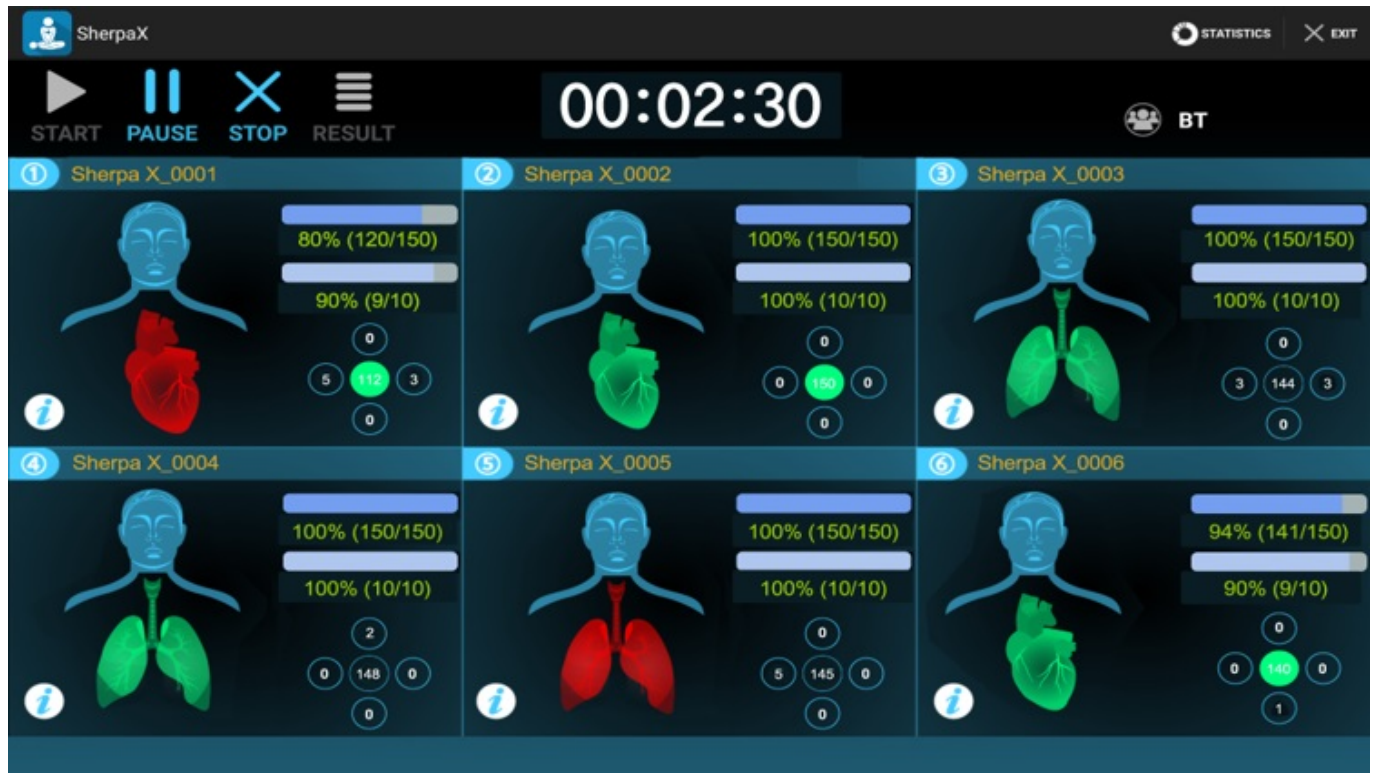 SherpaX
STATISTICS
EXIT
START
PAUSE
STOP
RESULT
00:02:30
BT
① Sherpa X_0001
80% (120/150)
90% (9/10)
0
5 112 3
0
i
② Sherpa X_0002
100% (150/150)
100% (10/10)
0
0 150 0
0
i
③ Sherpa X_0003
100% (150/150)
100% (10/10)
0
3 144 3
0
i
④ Sherpa X_0004
100% (150/150)
100% (10/10)
2
0 148 0
0
i
⑤ Sherpa X_0005
100% (150/150)
100% (10/10)
0
5 145 0
0
i
⑥ Sherpa X_0006
94% (141/150)
90% (9/10)
0
0 140 0
1
i